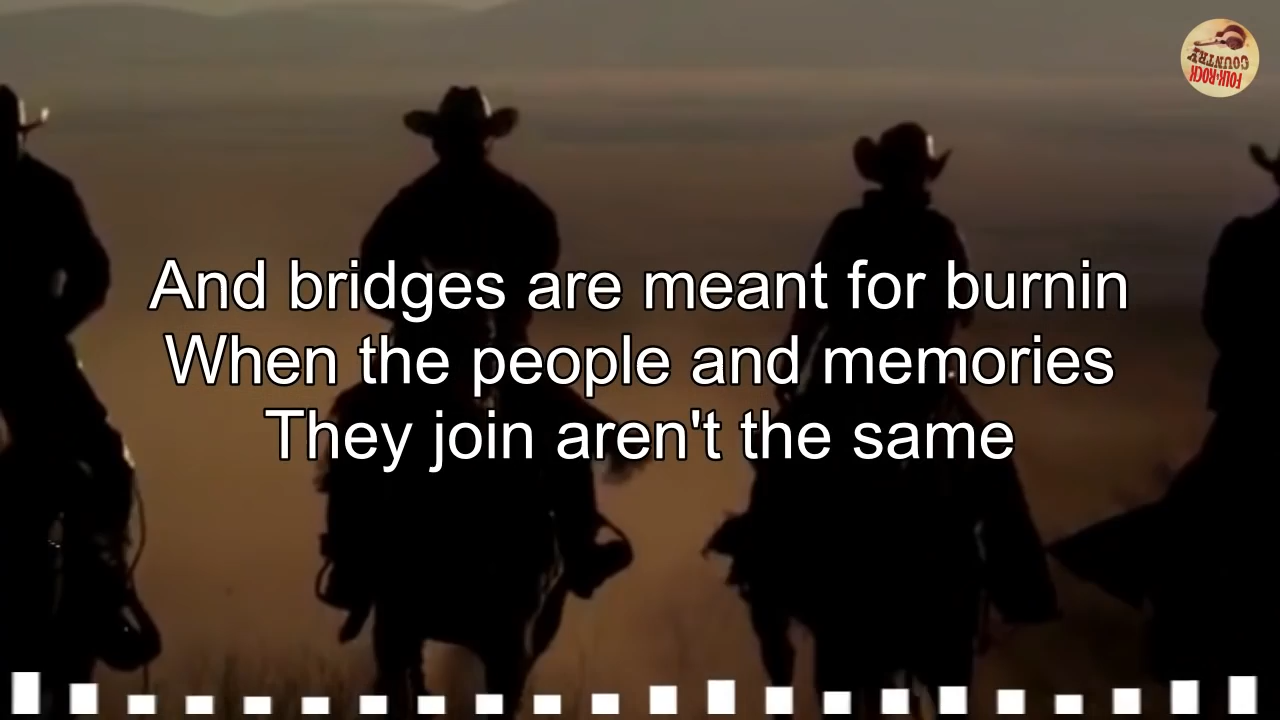 And bridges are meant for burnin
When the people and memories
They join aren't the same
FOLK-ROCK
COUNTRY